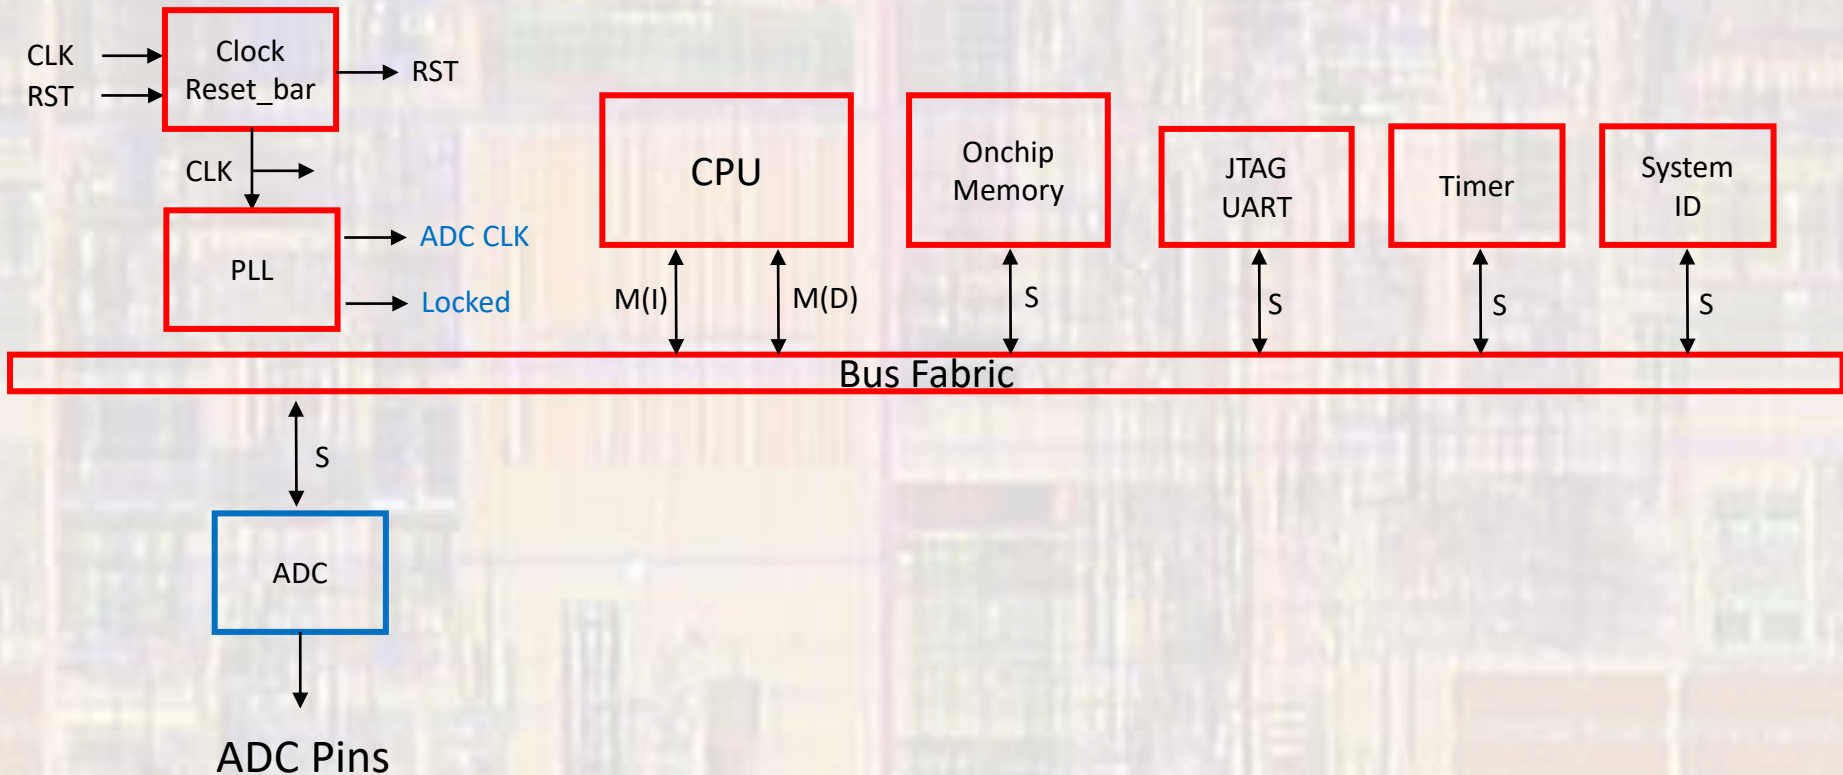 CLK
RST
Clock
Reset_bar
RST
CLK
PLL
ADC CLK
Locked
CPU
M(I)
M(D)
Onchip
Memory
S
JTAG
UART
S
Timer
S
System
ID
S
Bus Fabric
S
ADC
ADC Pins